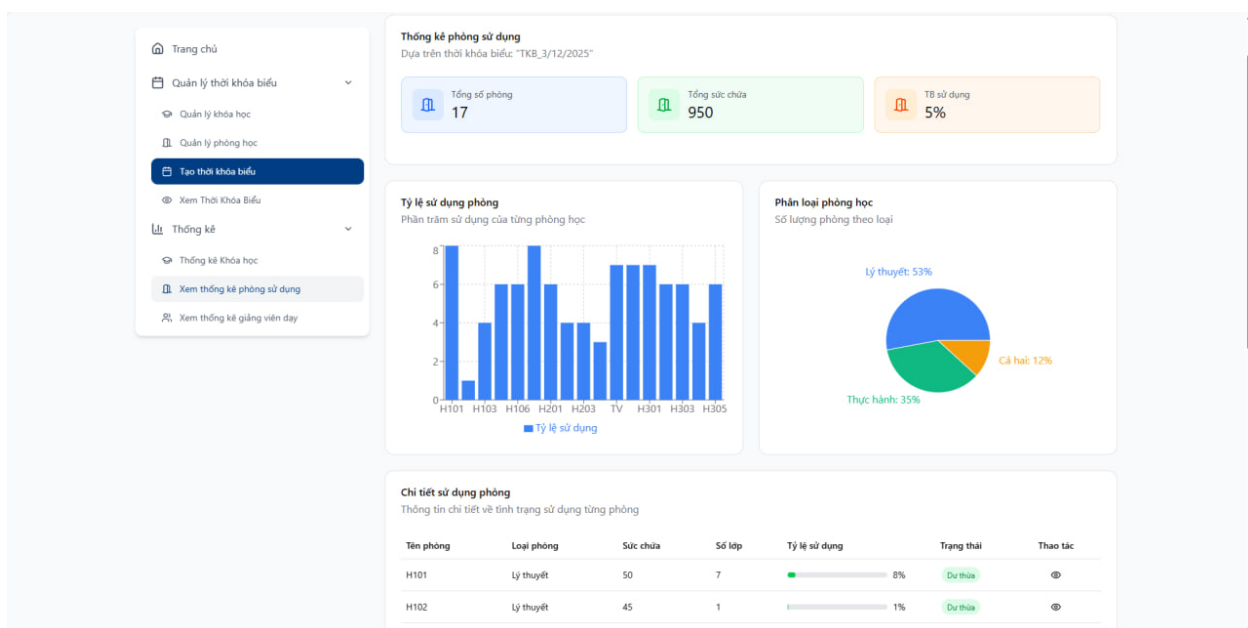 Trang chủ
Quản lý thời khóa biểu
Quản lý khóa học
Quản lý phòng học
Tạo thời khóa biểu
Xem Thời Khóa Biểu
Thống kê
Thống kê Khóa học
Xem thống kê phòng sử dụng
Xem thống kê giảng viên dạy
Thống kê phòng sử dụng
Dựa trên thời khóa biểu: "TKB_3/12/2025"
Tổng số phòng
17
Tổng sức chứa
950
TB sử dụng
5%
Tỷ lệ sử dụng phòng
Phần trăm sử dụng của từng phòng học
8
6
4
2
0
H101 H103 H106 H201 H203 TV H301 H303 H305
Tỷ lệ sử dụng
Phân loại phòng học
Số lượng phòng theo loại
Lý thuyết: 53%
Cả hai: 12%
Thực hành: 35%
Chi tiết sử dụng phòng
Thông tin chi tiết về tình trạng sử dụng từng phòng
Tên phòng Loại phòng Sức chứa Số lớp Tỷ lệ sử dụng Trạng thái Thao tác
H101 Lý thuyết 50 7 8% Dư thừa
H102 Lý thuyết 45 1 1% Dư thừa